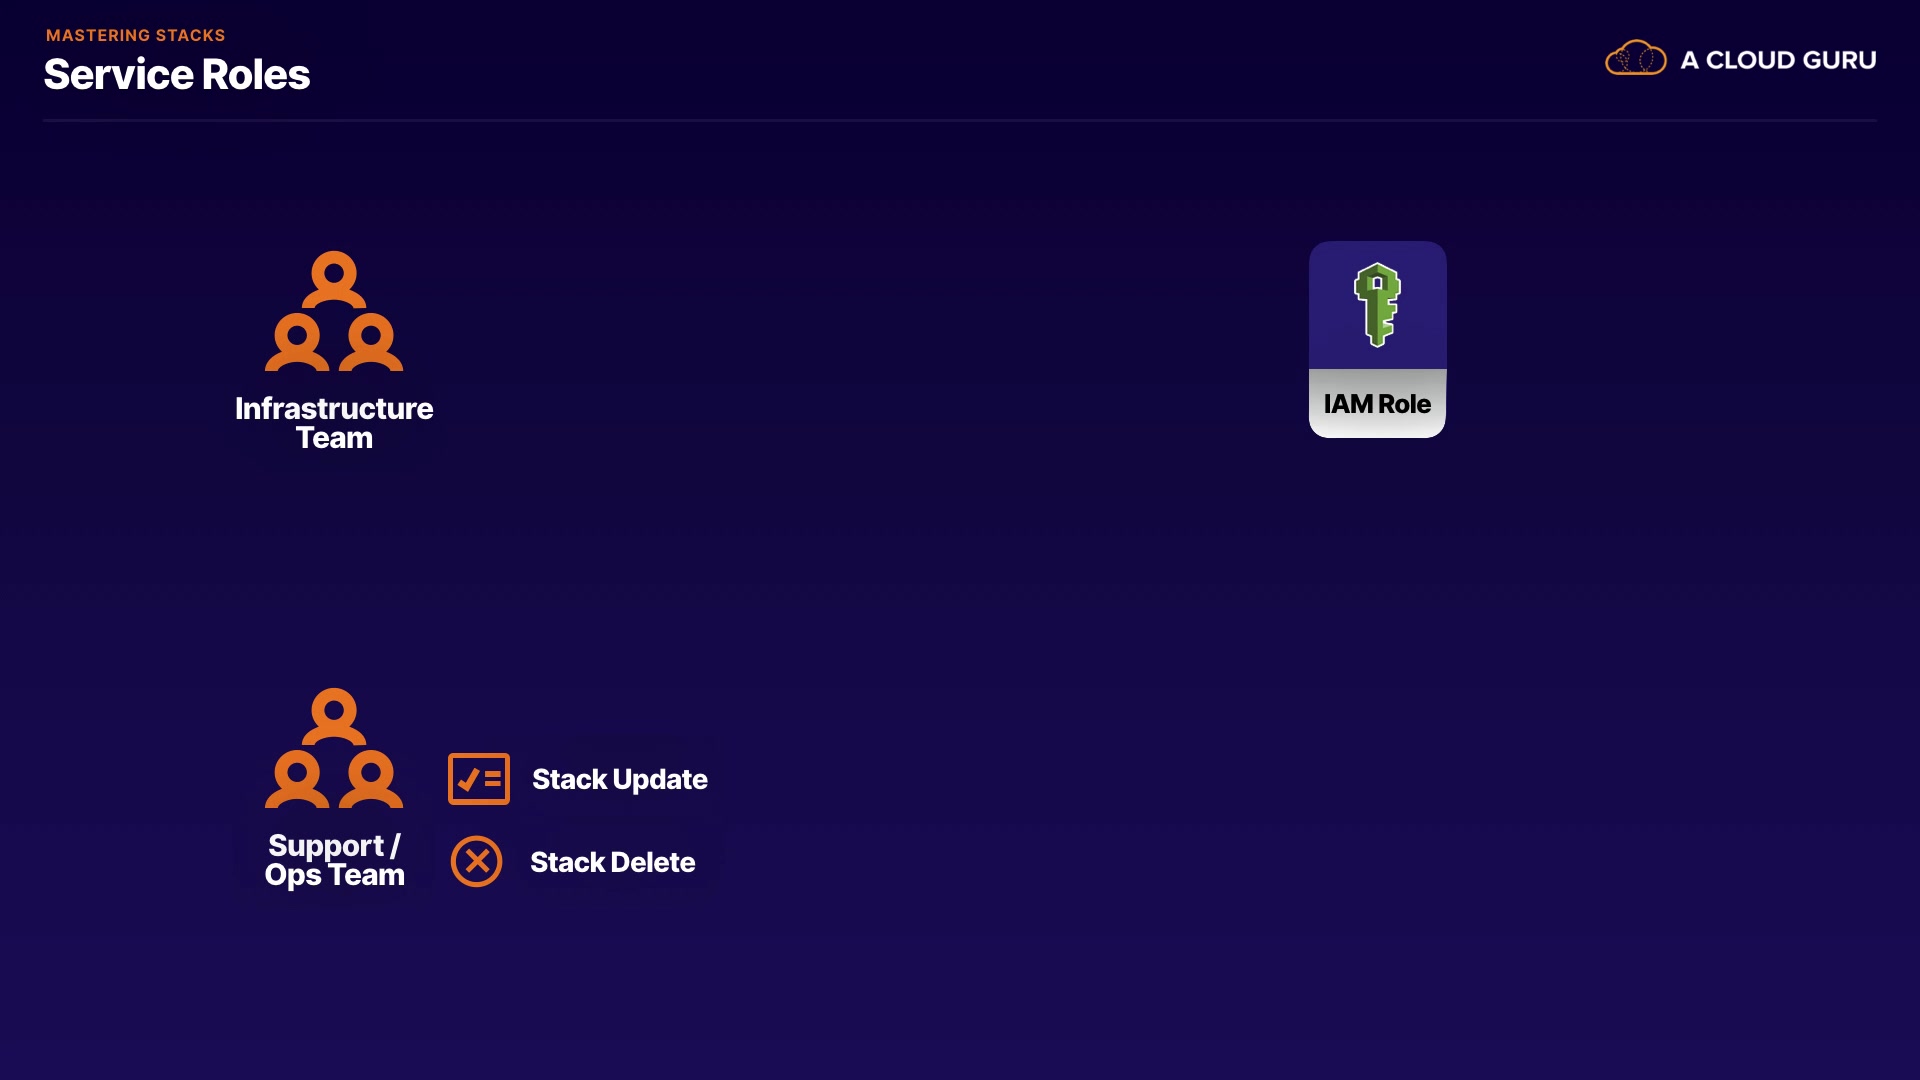 MASTERING STACKS
Service Roles
A CLOUD GURU
Infrastructure
Team
IAM Role
Support /
Ops Team
Stack Update
Stack Delete